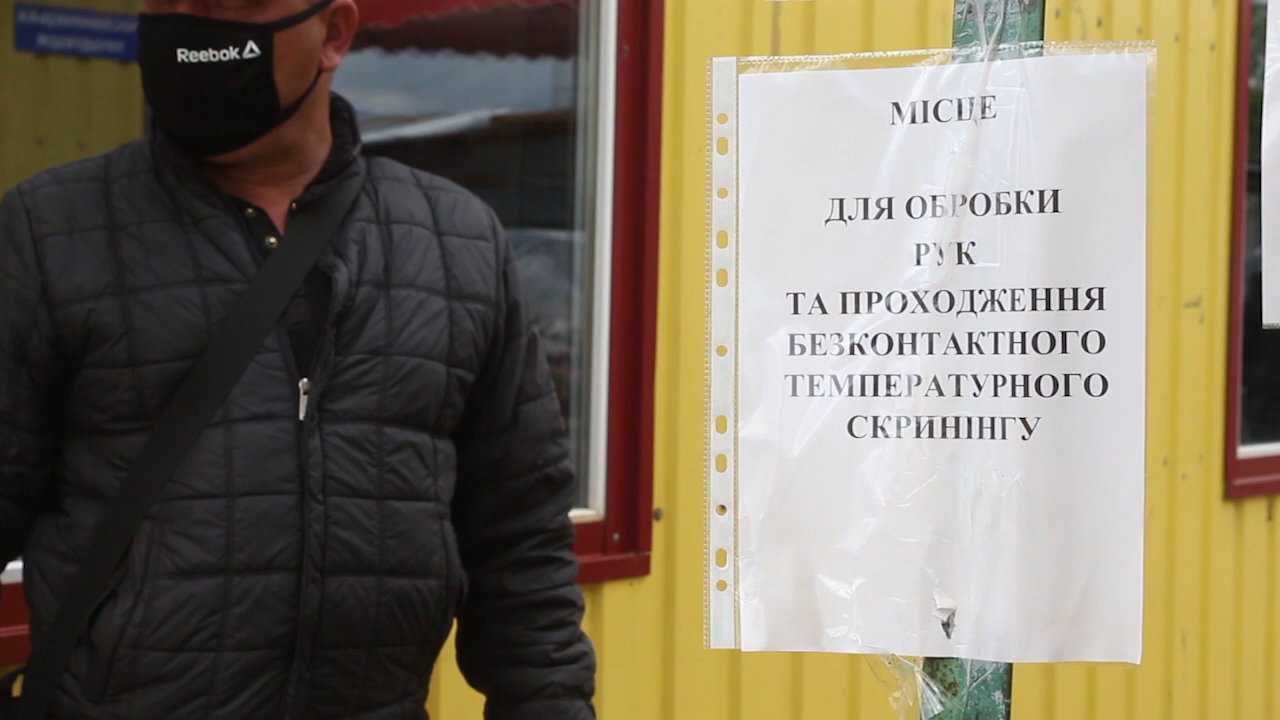 Reebok
МІСЦЕ
ДЛЯ ОБРОБКИ
РУК
ТА ПРОХОДЖЕННЯ
БЕЗКОНТАКТНОГО
ТЕМПЕРАТУРНОГО
СКРИНІНГУ